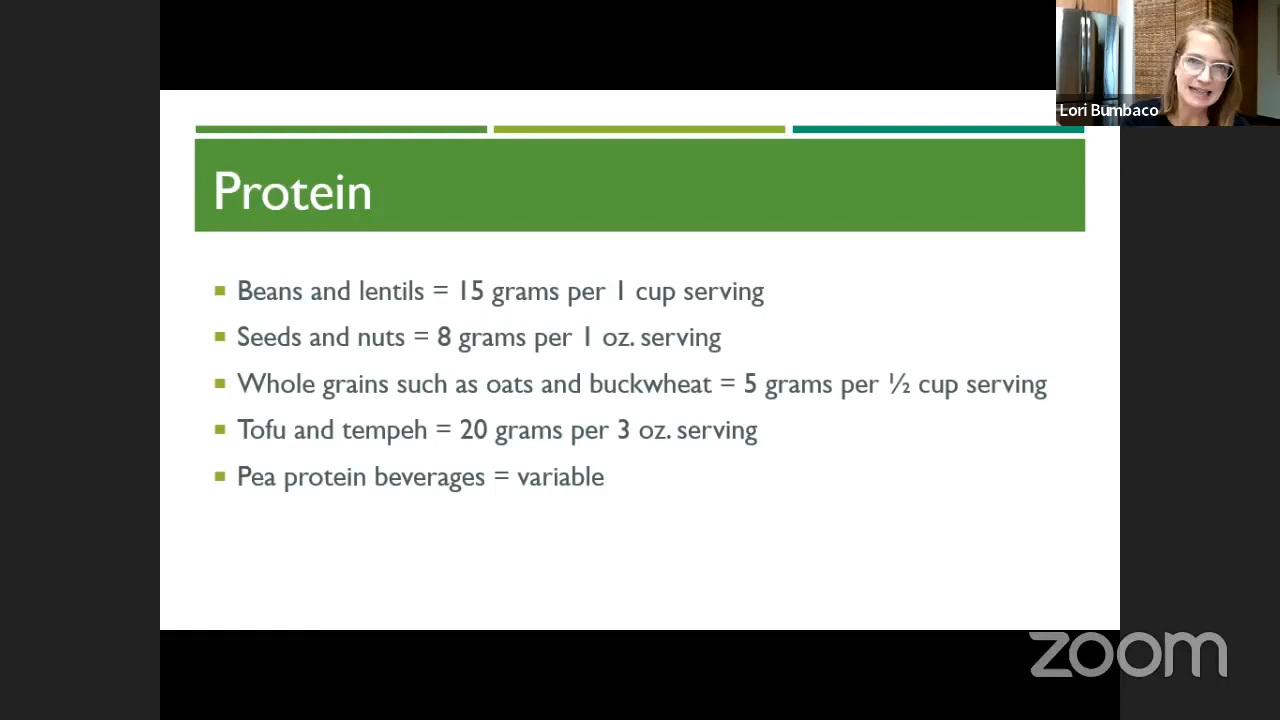 Lori Bumbaco
Protein
Beans and lentils = 15 grams per 1 cup serving
Seeds and nuts = 8 grams per 1 oz. serving
Whole grains such as oats and buckwheat = 5 grams per ½ cup serving
Tofu and tempeh = 20 grams per 3 oz. serving
Pea protein beverages = variable
zoom